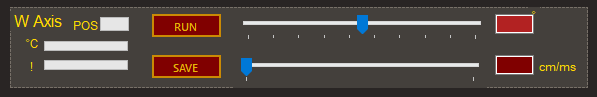 W Axis POS RUN °
°C
! SAVE cm/ms